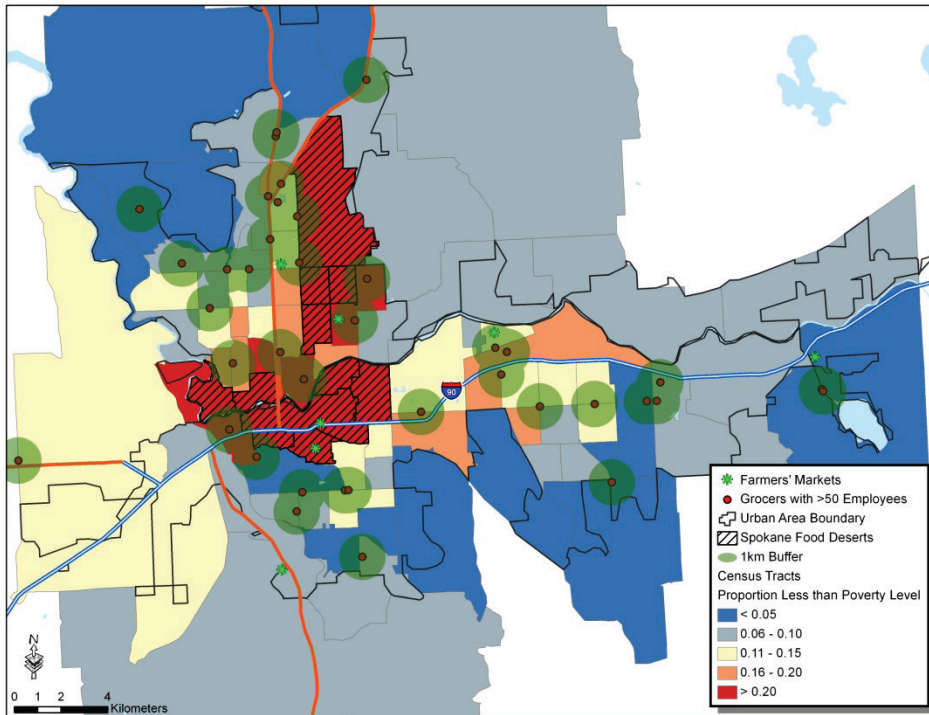 90
Farmers' Markets
Grocers with >50 Employees
Urban Area Boundary
Spokane Food Deserts
1km Buffer
Census Tracts
Proportion Less than Poverty Level
< 0.05
0.06 - 0.10
0.11 - 0.15
0.16 - 0.20
> 0.20
N
0 1 2 4
Kilometers